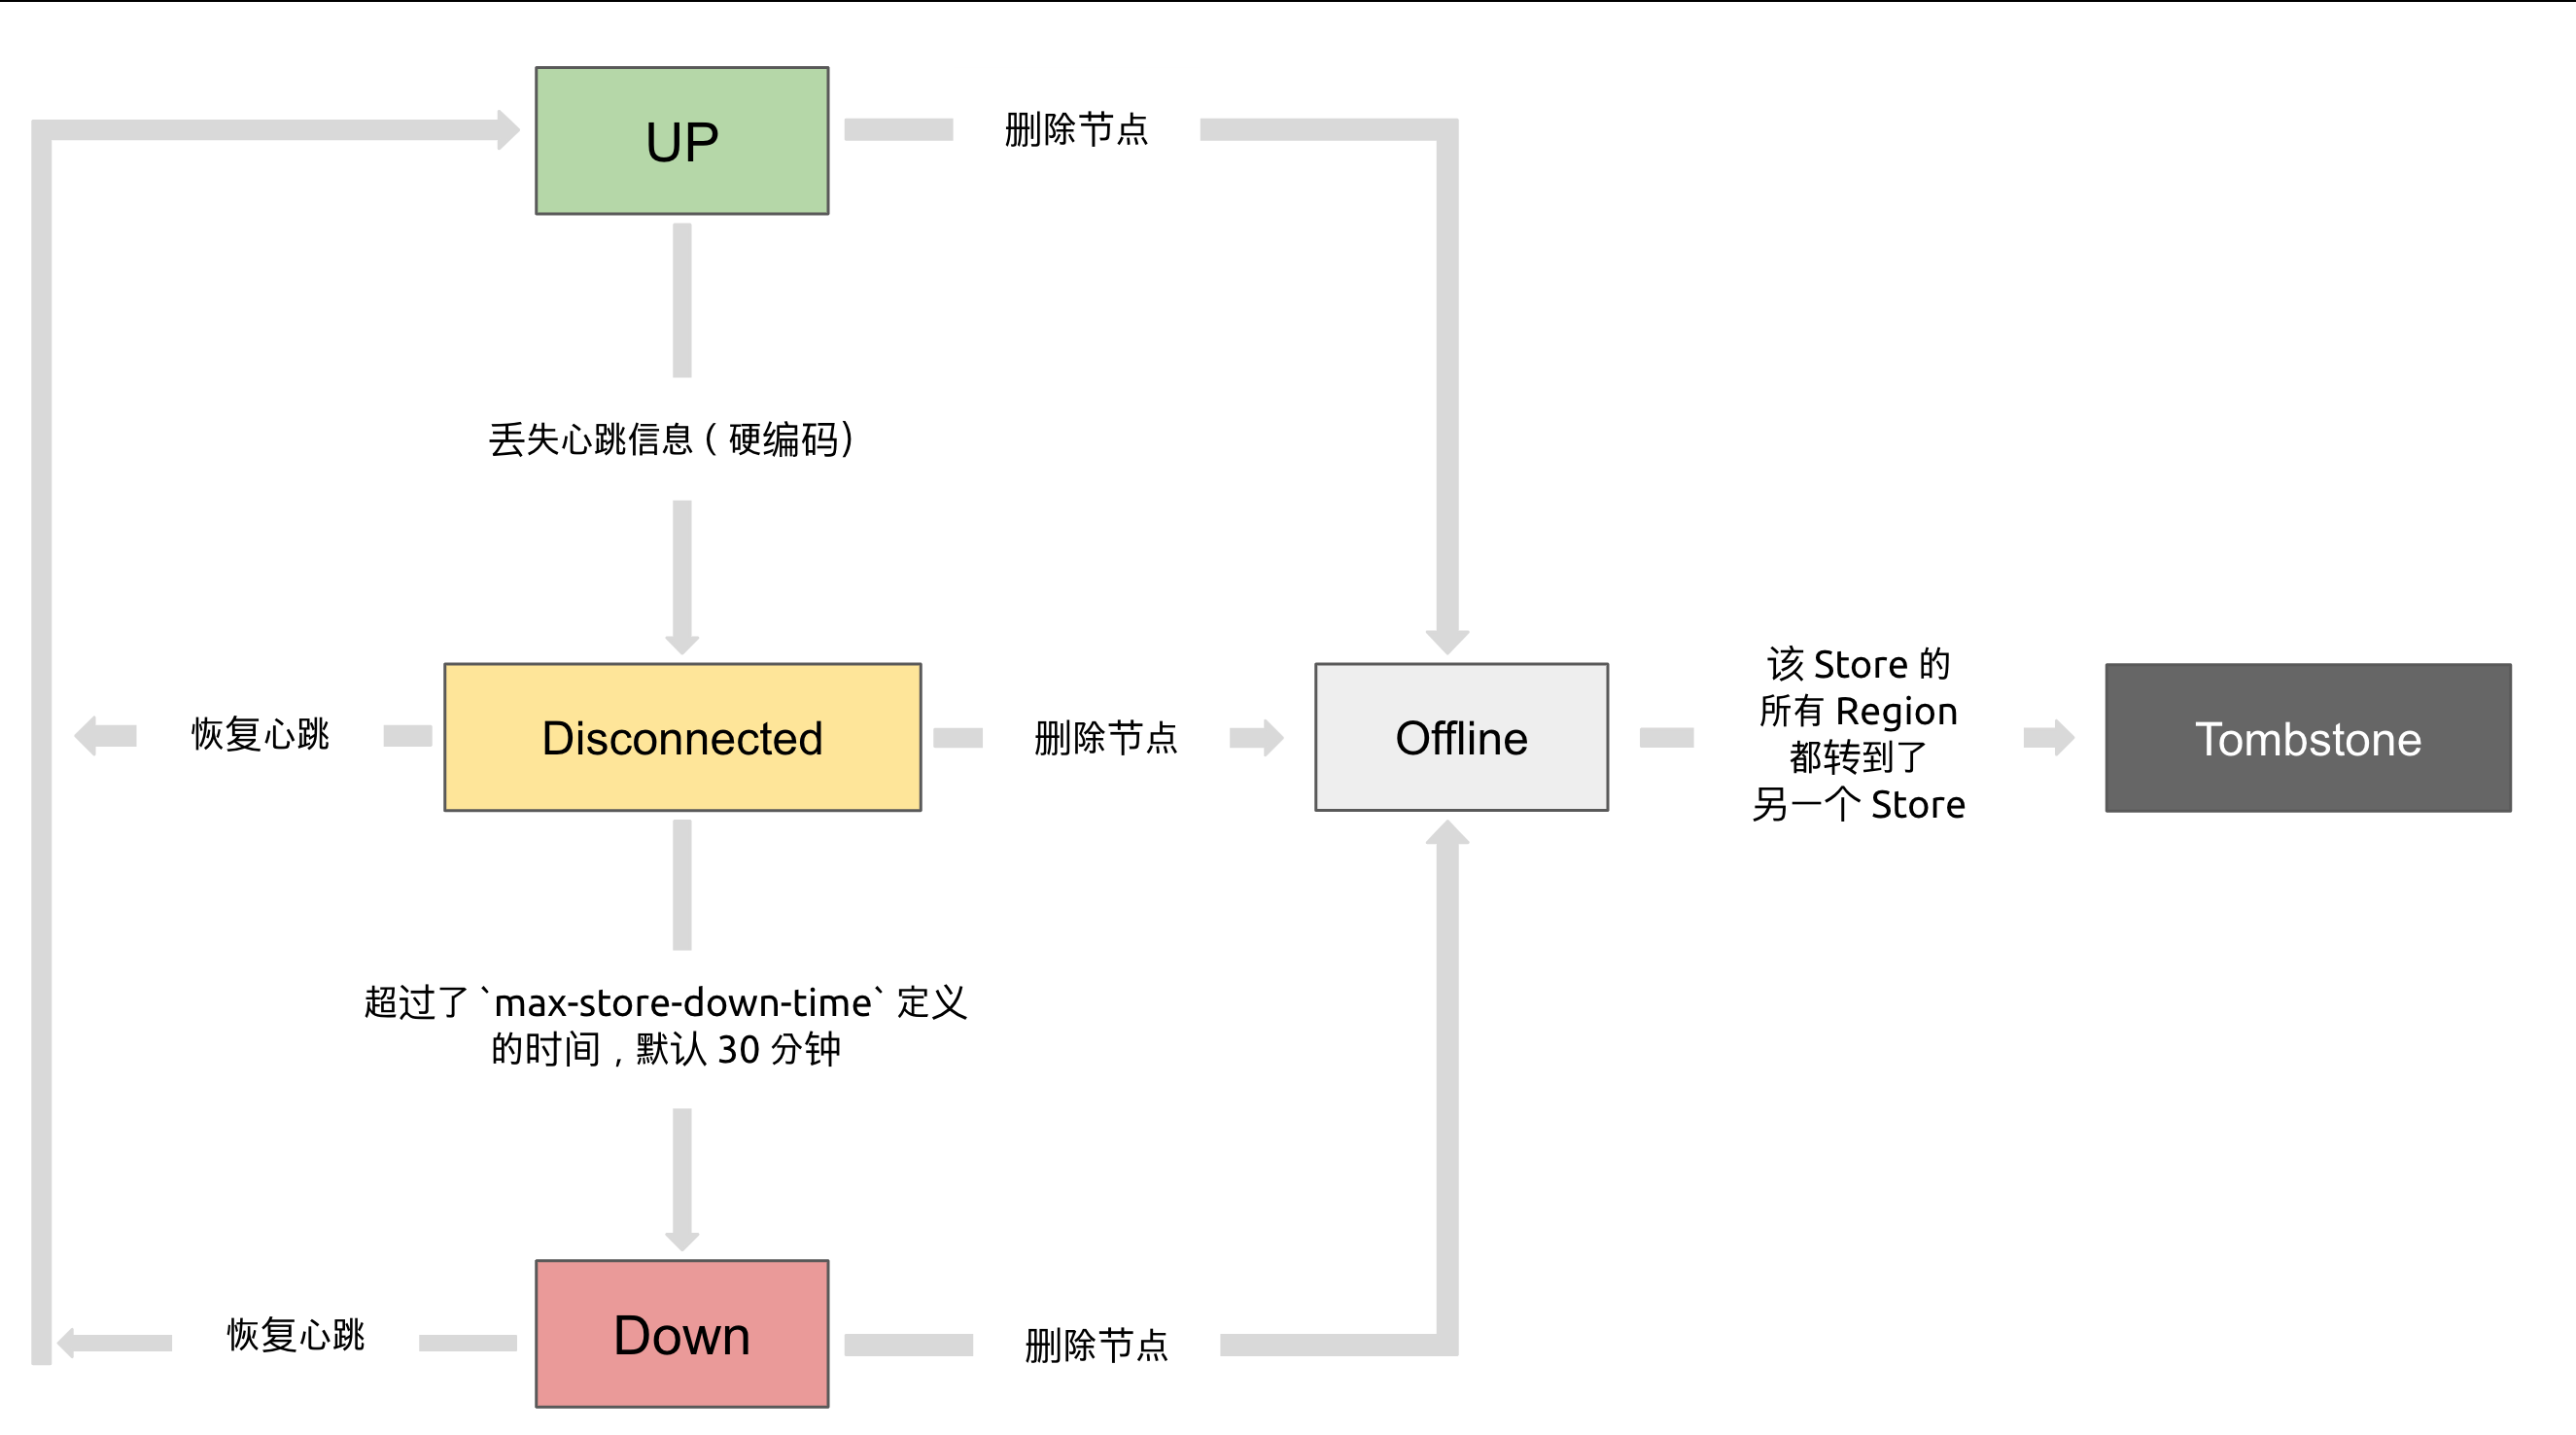 UP
删除节点
丢失心跳信息（硬编码）
恢复心跳
Disconnected
删除节点
Offline
该 Store 的
所有 Region
都转到了
另一个 Store
Tombstone
超过了 `max-store-down-time` 定义
的时间，默认 30 分钟
恢复心跳
Down
删除节点